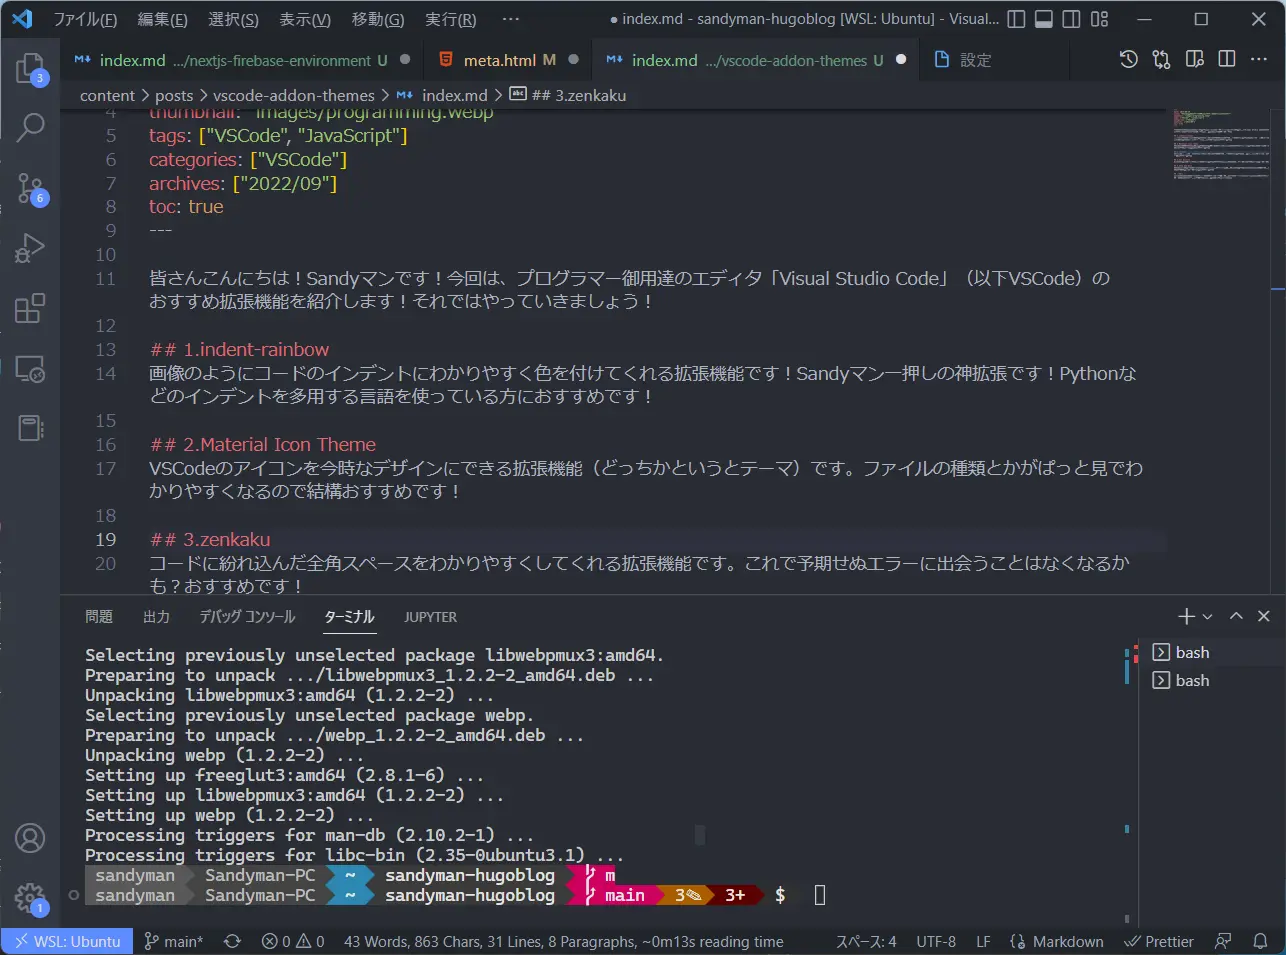 ファイル(F) 編集(E) 選択(S) 表示(V) 移動(G) 実行(R) ··· ● index.md - sandyman-hugoblog [WSL: Ubuntu] - Visual...
index.md .../nextjs-firebase-environment U ● meta.html M ● index.md .../vscode-addon-themes U ● 設定
content > posts > vscode-addon-themes > index.md > ## 3.zenkaku
4 thumbnail: "images/programming.webp"
5 tags: ["VSCode", "JavaScript"]
6 categories: ["VSCode"]
7 archives: ["2022/09"]
8 toc: true
9 ---
10
11 皆さんこんにちは！Sandyマンです！今回は、プログラマー御用達のエディタ「Visual Studio Code」（以下VSCode）の
おすすめ拡張機能を紹介します！それではやっていきましょう！
12
13 ## 1.indent-rainbow
14 画像のようにコードのインデントにわかりやすく色を付けてくれる拡張機能です！Sandyマン一押しの神拡張です！Pythonな
どのインデントを多用する言語を使っている方におすすめです！
15
16 ## 2.Material Icon Theme
17 VSCodeのアイコンを今時なデザインにできる拡張機能（どっちかというとテーマ）です。ファイルの種類とかがぱっと見でわ
かりやすくなるので結構おすすめです！
18
19 ## 3.zenkaku
20 コードに紛れ込んだ全角スペースをわかりやすくしてくれる拡張機能です。これで予期せぬエラーに出会うことはなくなるか
も？おすすめです！
3
6
1
問題 出力 デバッグ コンソール ターミナル JUPYTER
Selecting previously unselected package libwebpmux3:amd64.
Preparing to unpack .../libwebpmux3_1.2.2-2_amd64.deb ...
Unpacking libwebpmux3:amd64 (1.2.2-2) ...
Selecting previously unselected package webp.
Preparing to unpack .../webp_1.2.2-2_amd64.deb ...
Unpacking webp (1.2.2-2) ...
Setting up freeglut3:amd64 (2.8.1-6) ...
Setting up libwebpmux3:amd64 (1.2.2-2) ...
Setting up webp (1.2.2-2) ...
Processing triggers for man-db (2.10.2-1) ...
Processing triggers for libc-bin (2.35-0ubuntu3.1) ...
sandyman Sandyman-PC ~ sandyman-hugoblog m
sandyman Sandyman-PC ~ sandyman-hugoblog main 3✎ 3+ $
bash
bash
WSL: Ubuntu main* 0 0 43 Words, 863 Chars, 31 Lines, 8 Paragraphs, ~0m13s reading time スペース: 4 UTF-8 LF Markdown Prettier